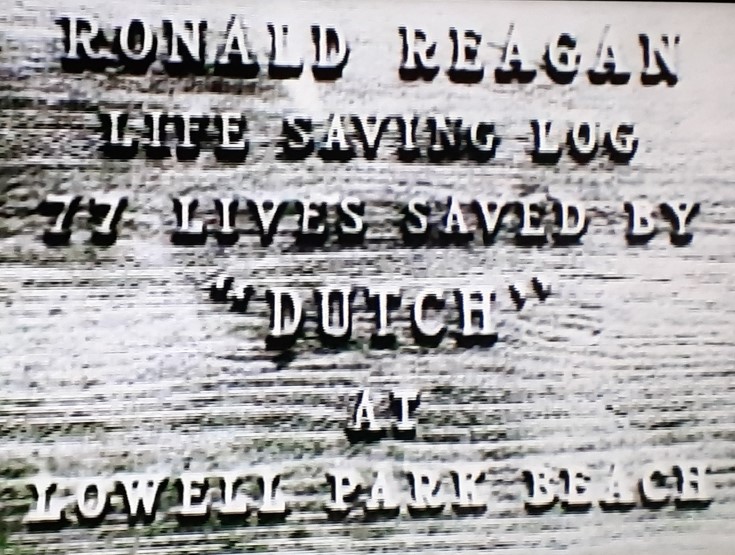 RONALD REAGAN
LIFE SAVING LOG
77 LIVES SAVED BY
"DUTCH"
AT
LOWELL PARK BEACH